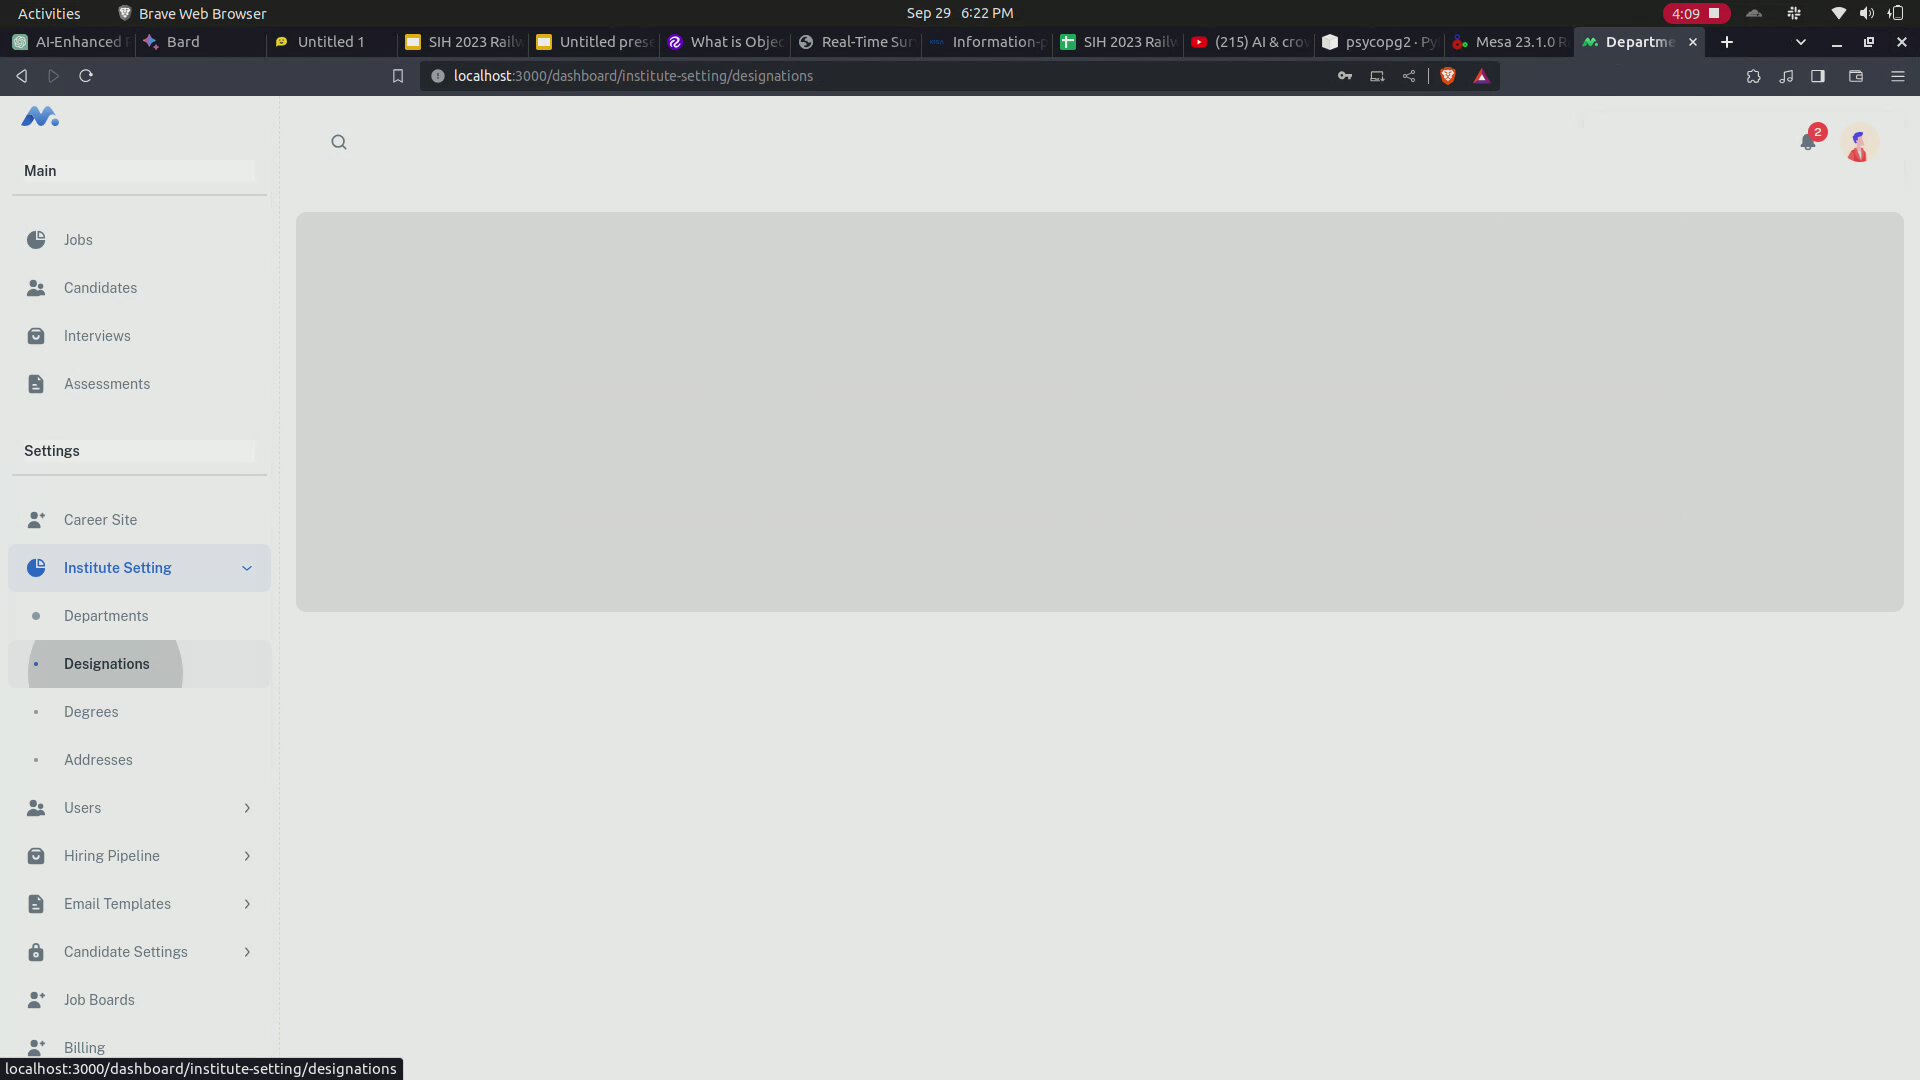 Activities
Brave Web Browser
Sep 29 6:22 PM
4:09
AI-Enhanced
Bard
Untitled 1
SIH 2023 Railw
Untitled prese
What is Objec
Real-Time Sur
Information-p
SIH 2023 Railw
(215) AI & crow
psycopg2 · Py
Mesa 23.1.0 R
Departme
localhost:3000/dashboard/institute-setting/designations
2
Main
Jobs
Candidates
Interviews
Assessments
Settings
Career Site
Institute Setting
Departments
Designations
Degrees
Addresses
Users
Hiring Pipeline
Email Templates
Candidate Settings
Job Boards
Billing
localhost:3000/dashboard/institute-setting/designations